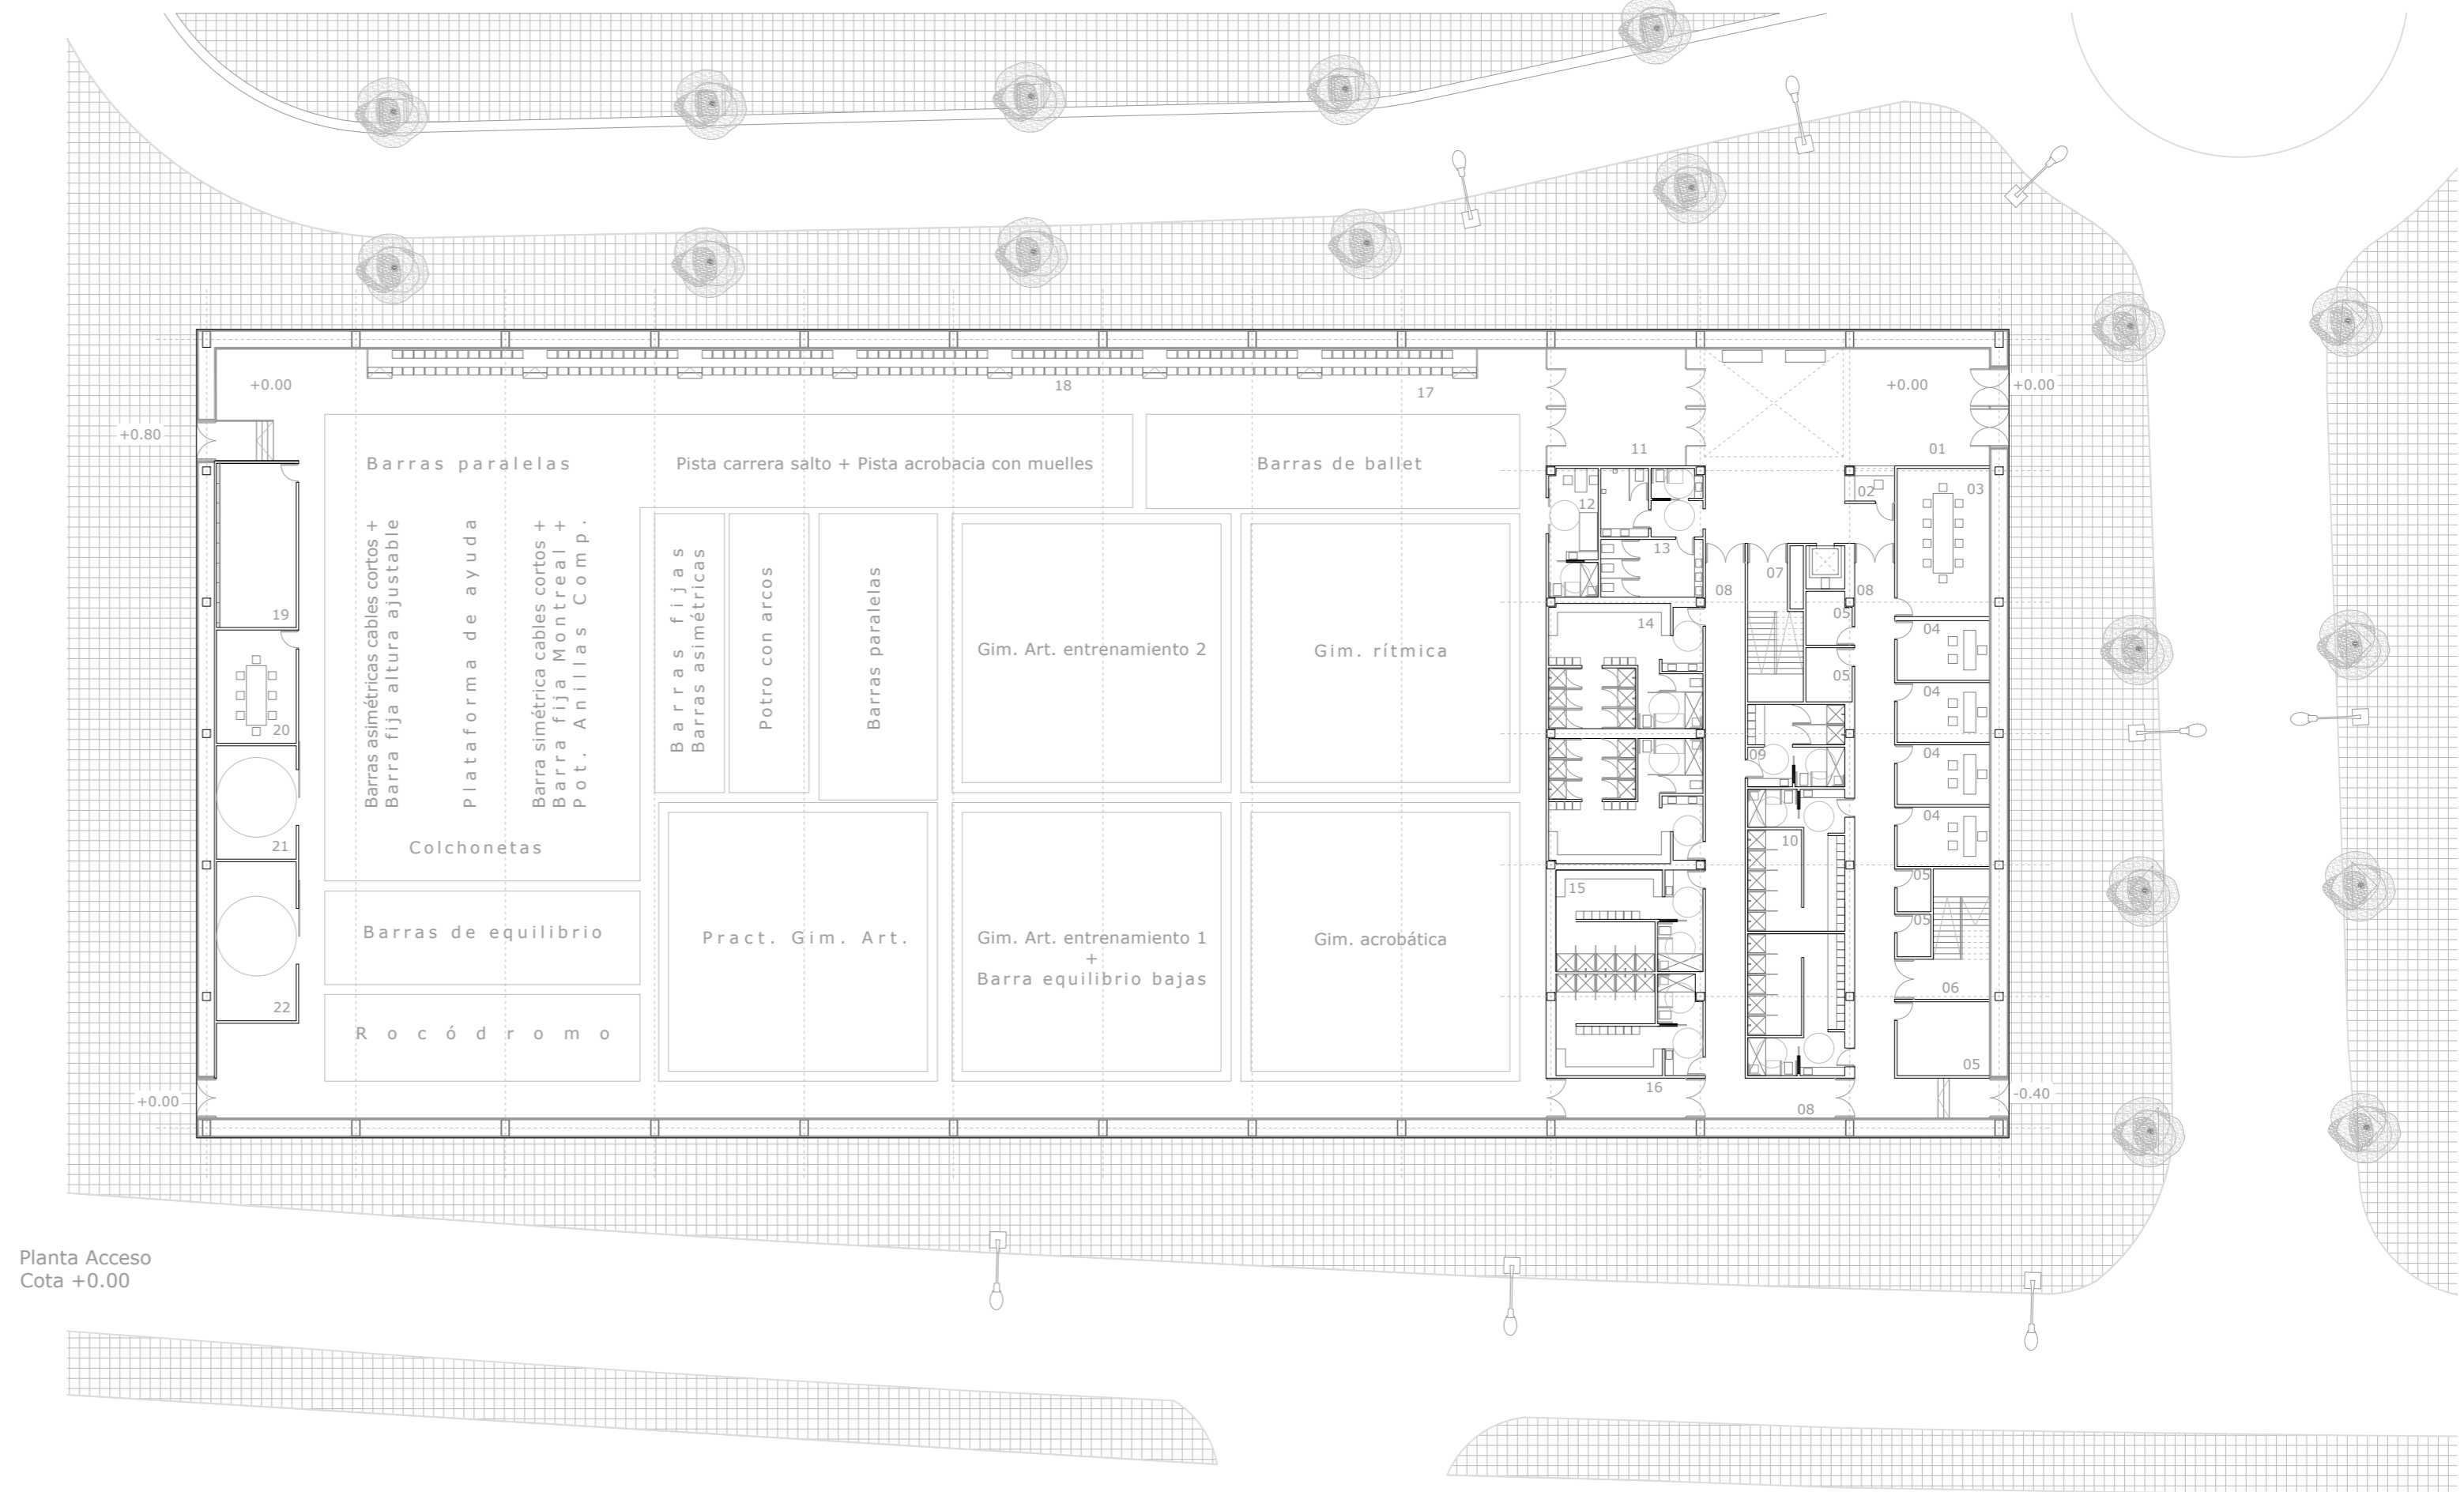 +0.00
18
17
+0.00
+0.00
+0.80
Barras paralelas
Pista carrera salto + Pista acrobacia con muelles
Barras de ballet
11
01
02
03
12
13
Barras asimétricas cables cortos +
Barra fija altura ajustable
Plataforma de ayuda
Barra simétrica cables cortos +
Barra fija Montreal +
Pot. Anillas Comp.
Barras fijas
Barras asimétricas
Potro con arcos
Barras paralelas
Gim. Art. entrenamiento 2
Gim. rítmica
07
08
08
05
19
14
04
05
04
20
09
04
04
21
Colchonetas
10
05
15
05
Barras de equilibrio
Pract. Gim. Art.
Gim. Art. entrenamiento 1
+
Barra equilibrio bajas
Gim. acrobática
06
22
Rocódromo
05
16
+0.00
-0.40
08
Planta Acceso
Cota +0.00